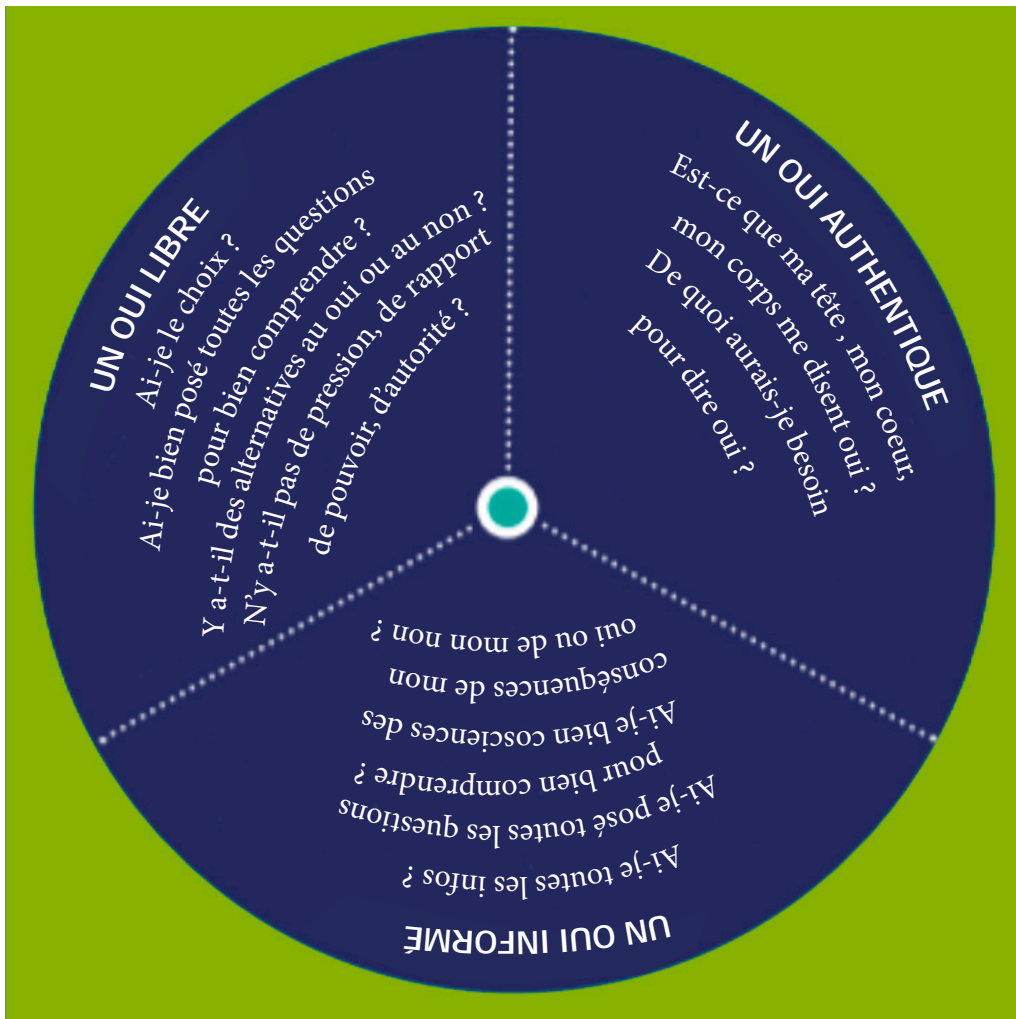 UN OUI LIBRE
Ai-je le choix ?
Ai-je bien posé toutes les questions
pour bien comprendre ?
Y a-t-il des alternatives au oui ou au non ?
N'y a-t-il pas de pression, de rapport
de pouvoir, d'autorité ?
UN OUI AUTHENTIQUE
Est-ce que ma tête , mon coeur,
mon corps me disent oui ?
De quoi aurais-je besoin
pour dire oui ?
UN OUI INFORMÉ
Ai-je toutes les infos ?
Ai-je posé toutes les questions
pour bien comprendre ?
Ai-je bien cosciences des
conséquences de mon
oui ou de mon non ?